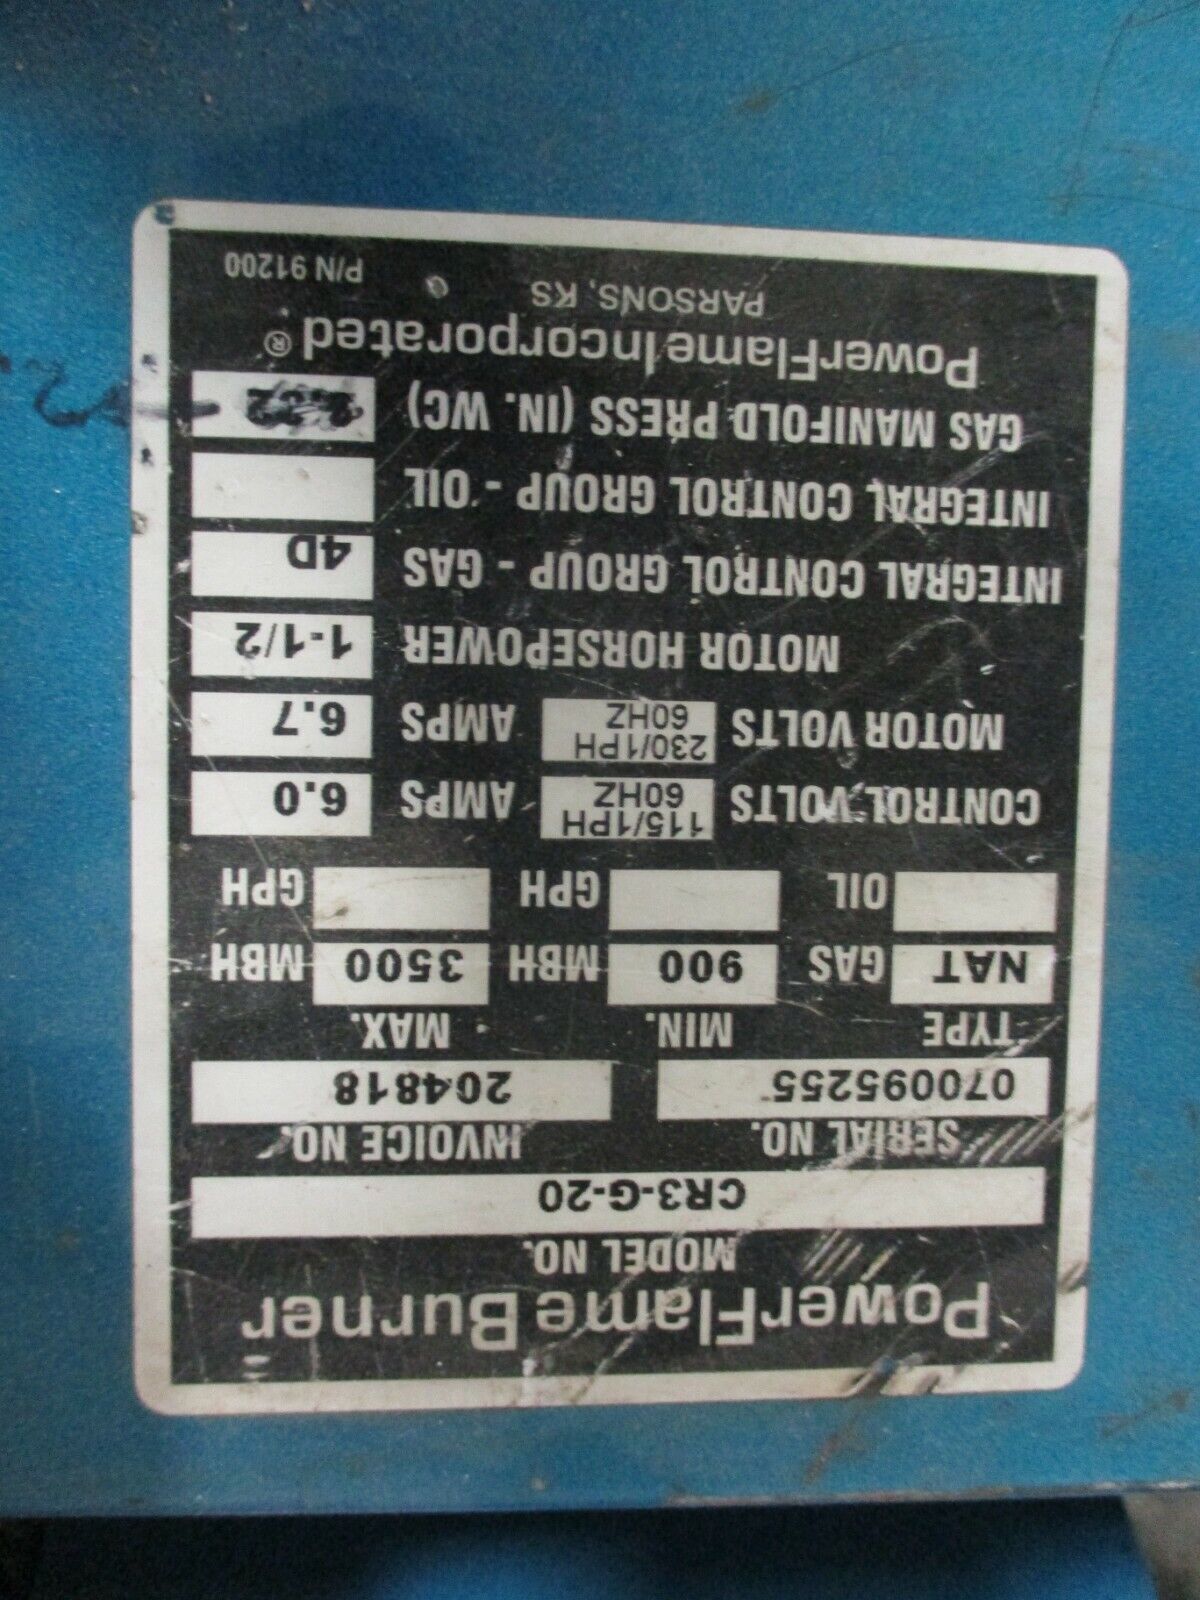 PowerFlame Burner
MODEL NO.
CR3-G-20
SERIAL NO. INVOICE NO.
070095255 204818
TYPE MIN. MAX.
NAT GAS 900 MBH 3500 MBH
OIL GPH GPH
CONTROL VOLTS 115/1PH 60HZ AMPS 6.0
MOTOR VOLTS 230/1PH 60HZ AMPS 6.7
MOTOR HORSEPOWER 1-1/2
INTEGRAL CONTROL GROUP - GAS 4D
INTEGRAL CONTROL GROUP - OIL
GAS MANIFOLD PRESS (IN. WC)
PowerFlame Incorporated®
PARSONS, KS
P/N 91200